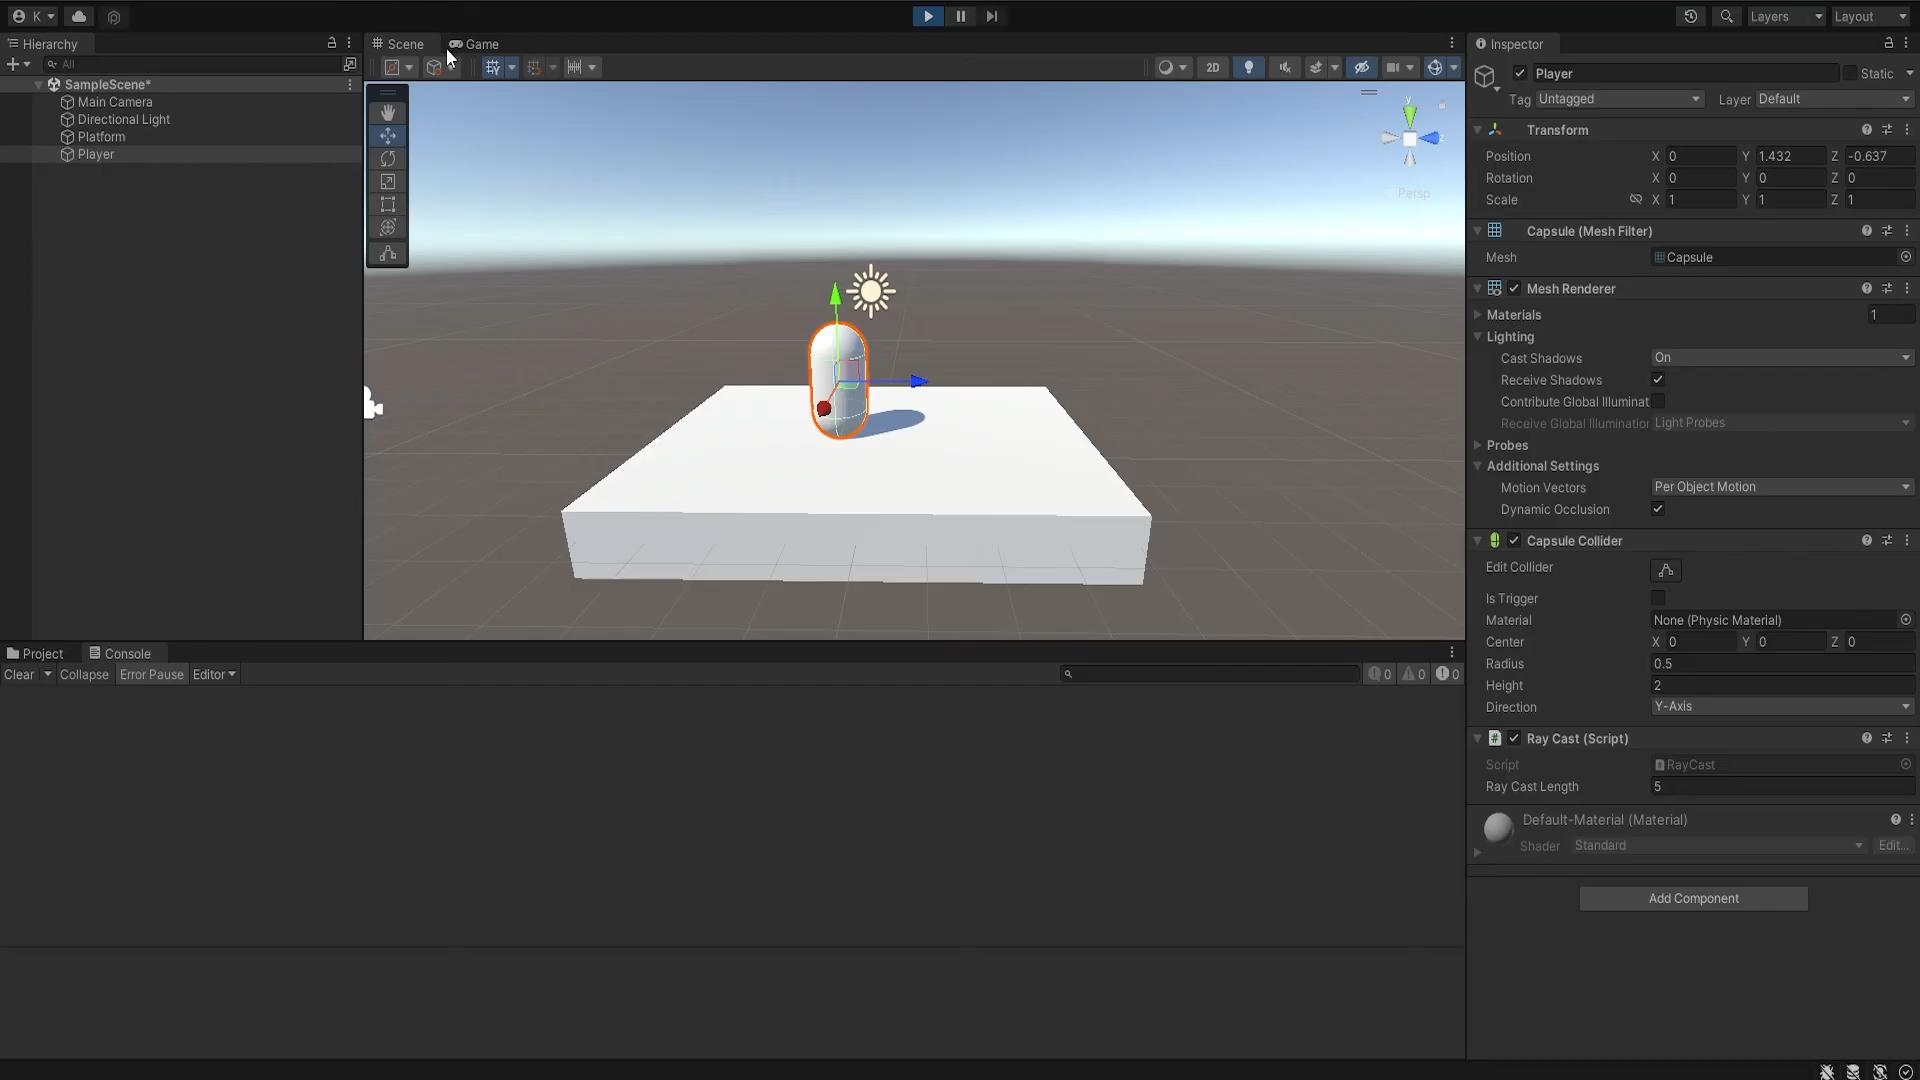 K
Layers
Layout
Hierarchy
All
SampleScene*
Main Camera
Directional Light
Platform
Player
Scene
Game
2D
y
z
Persp
Inspector
Player
Static
Tag Untagged
Layer Default
Transform
Position X 0 Y 1.432 Z -0.637
Rotation X 0 Y 0 Z 0
Scale X 1 Y 1 Z 1
Capsule (Mesh Filter)
Mesh Capsule
Mesh Renderer
Materials 1
Lighting
Cast Shadows On
Receive Shadows
Contribute Global Illuminat
Receive Global Illumination Light Probes
Probes
Additional Settings
Motion Vectors Per Object Motion
Dynamic Occlusion
Capsule Collider
Edit Collider
Is Trigger
Material None (Physic Material)
Center X 0 Y 0 Z 0
Radius 0.5
Height 2
Direction Y-Axis
# Ray Cast (Script)
Script RayCast
Ray Cast Length 5
Default-Material (Material)
Shader Standard Edit...
Add Component
Project
Console
Clear Collapse Error Pause Editor
0 0 0